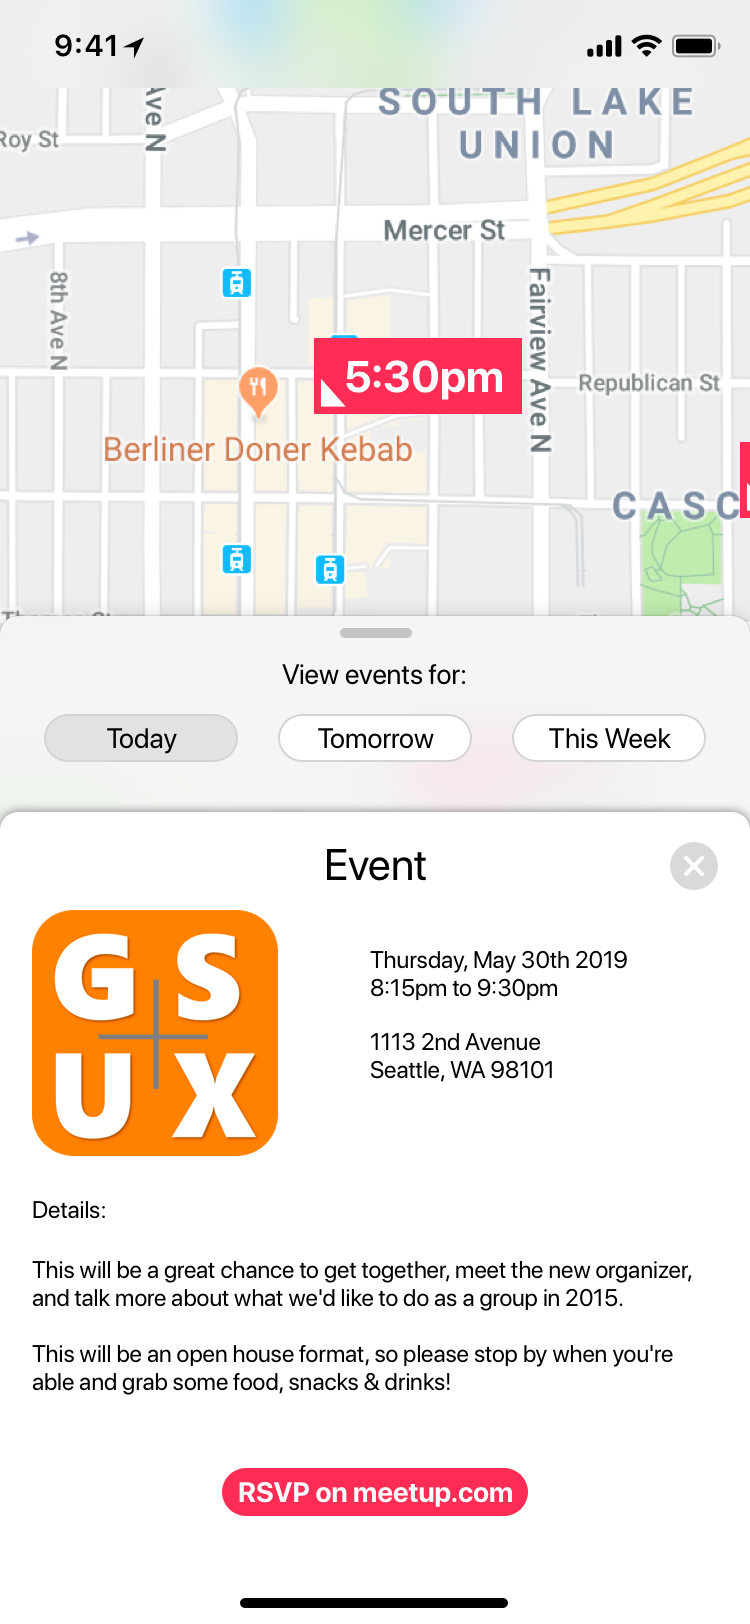 9:41
SOUTH LAKE
UNION
Ave N
Roy St
Mercer St
8th Ave N
Fairview Ave N
5:30pm
Republican St
Berliner Doner Kebab
CASC
View events for:
Today
Tomorrow
This Week
Event
GS
UX
Thursday, May 30th 2019
8:15pm to 9:30pm
1113 2nd Avenue
Seattle, WA 98101
Details:
This will be a great chance to get together, meet the new organizer,
and talk more about what we'd like to do as a group in 2015.
This will be an open house format, so please stop by when you're
able and grab some food, snacks & drinks!
RSVP on meetup.com